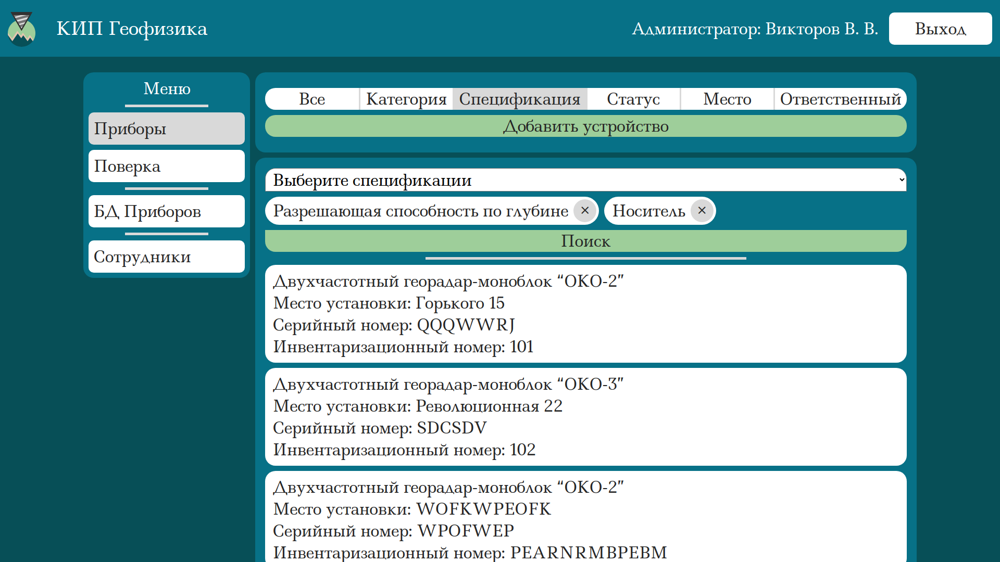 КИП Геофизика
Администратор: Викторов В. В.
Выход
Меню
Приборы
Поверка
БД Приборов
Сотрудники
Все
Категория
Спецификация
Статус
Место
Ответственный
Добавить устройство
Выберите спецификации
Разрешающая способность по глубине ×
Носитель ×
Поиск
Двухчастотный георадар-моноблок “ОКО-2”
Место установки: Горького 15
Серийный номер: QQQWWRJ
Инвентаризационный номер: 101
Двухчастотный георадар-моноблок “ОКО-3”
Место установки: Революционная 22
Серийный номер: SDCSDV
Инвентаризационный номер: 102
Двухчастотный георадар-моноблок “ОКО-2”
Место установки: WOFKWPEOFK
Серийный номер: WPOFWEP
Инвентаризационный номер: PEARNRMBPEBM